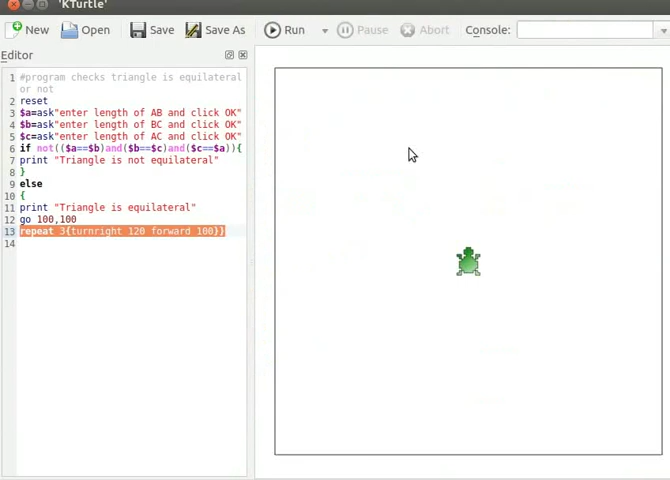 'KTurtle'
New Open Save Save As Run Pause Abort Console:
Editor
1 #program checks triangle is equilateral
or not
2 reset
3 $a=ask"enter length of AB and click OK"
4 $b=ask"enter length of BC and click OK"
5 $c=ask"enter length of AC and click OK"
6 if not(($a==$b)and($b==$c)and($c==$a)){
7 print "Triangle is not equilateral"
8 }
9 else
10 {
11 print "Triangle is equilateral"
12 go 100,100
13 repeat 3{turnright 120 forward 100}}
14